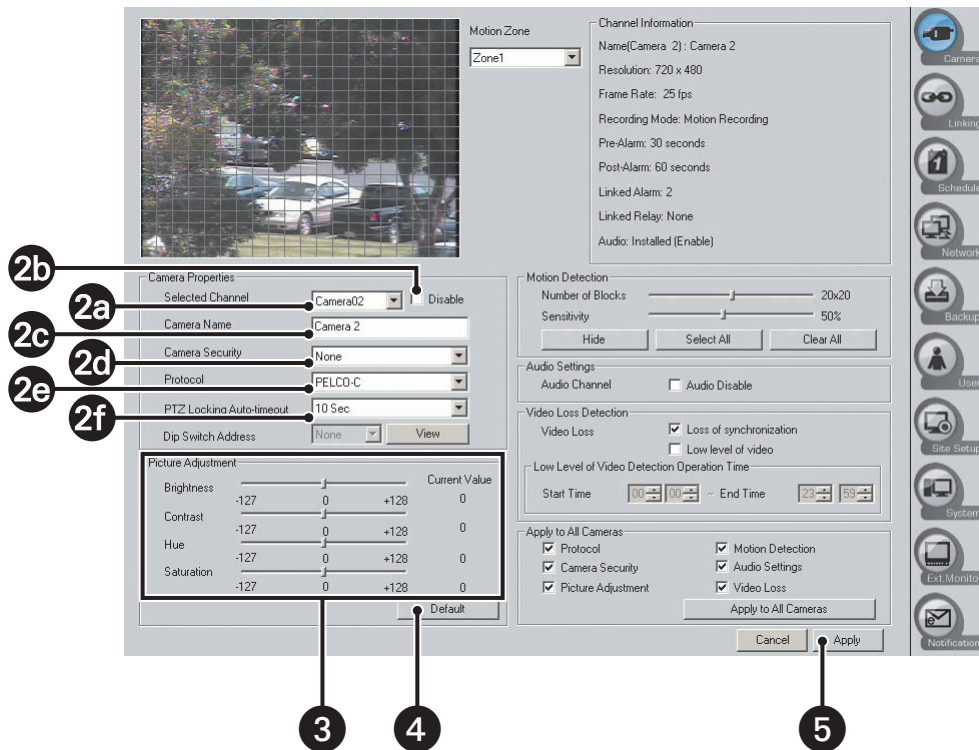 Motion Zone
Zone1
Channel Information
Name(Camera 2) : Camera 2
Resolution: 720 x 480
Frame Rate: 25 fps
Recording Mode: Motion Recording
Pre-Alarm: 30 seconds
Post-Alarm: 60 seconds
Linked Alarm: 2
Linked Relay: None
Audio: Installed (Enable)
Camera
Linking
Schedule
Network
Backup
User
Site Setup
System
Ext.Monito
Notification
2b
2a
2c
2d
2e
2f
Camera Properties
Selected Channel Camera02 Disable
Camera Name Camera 2
Camera Security None
Protocol PELCO-C
PTZ Locking Auto-timeout 10 Sec
Dip Switch Address None View
Picture Adjustment
Current Value
Brightness
-127 0 +128 0
Contrast
-127 0 +128 0
Hue
-127 0 +128 0
Saturation
-127 0 +128 0
Default
Motion Detection
Number of Blocks 20x20
Sensitivity 50%
Hide Select All Clear All
Audio Settings
Audio Channel Audio Disable
Video Loss Detection
Video Loss Loss of synchronization
Low level of video
Low Level of Video Detection Operation Time
Start Time 00 00 ~ End Time 23 59
Apply to All Cameras
Protocol Motion Detection
Camera Security Audio Settings
Picture Adjustment Video Loss
Apply to All Cameras
Cancel Apply
3 4 5